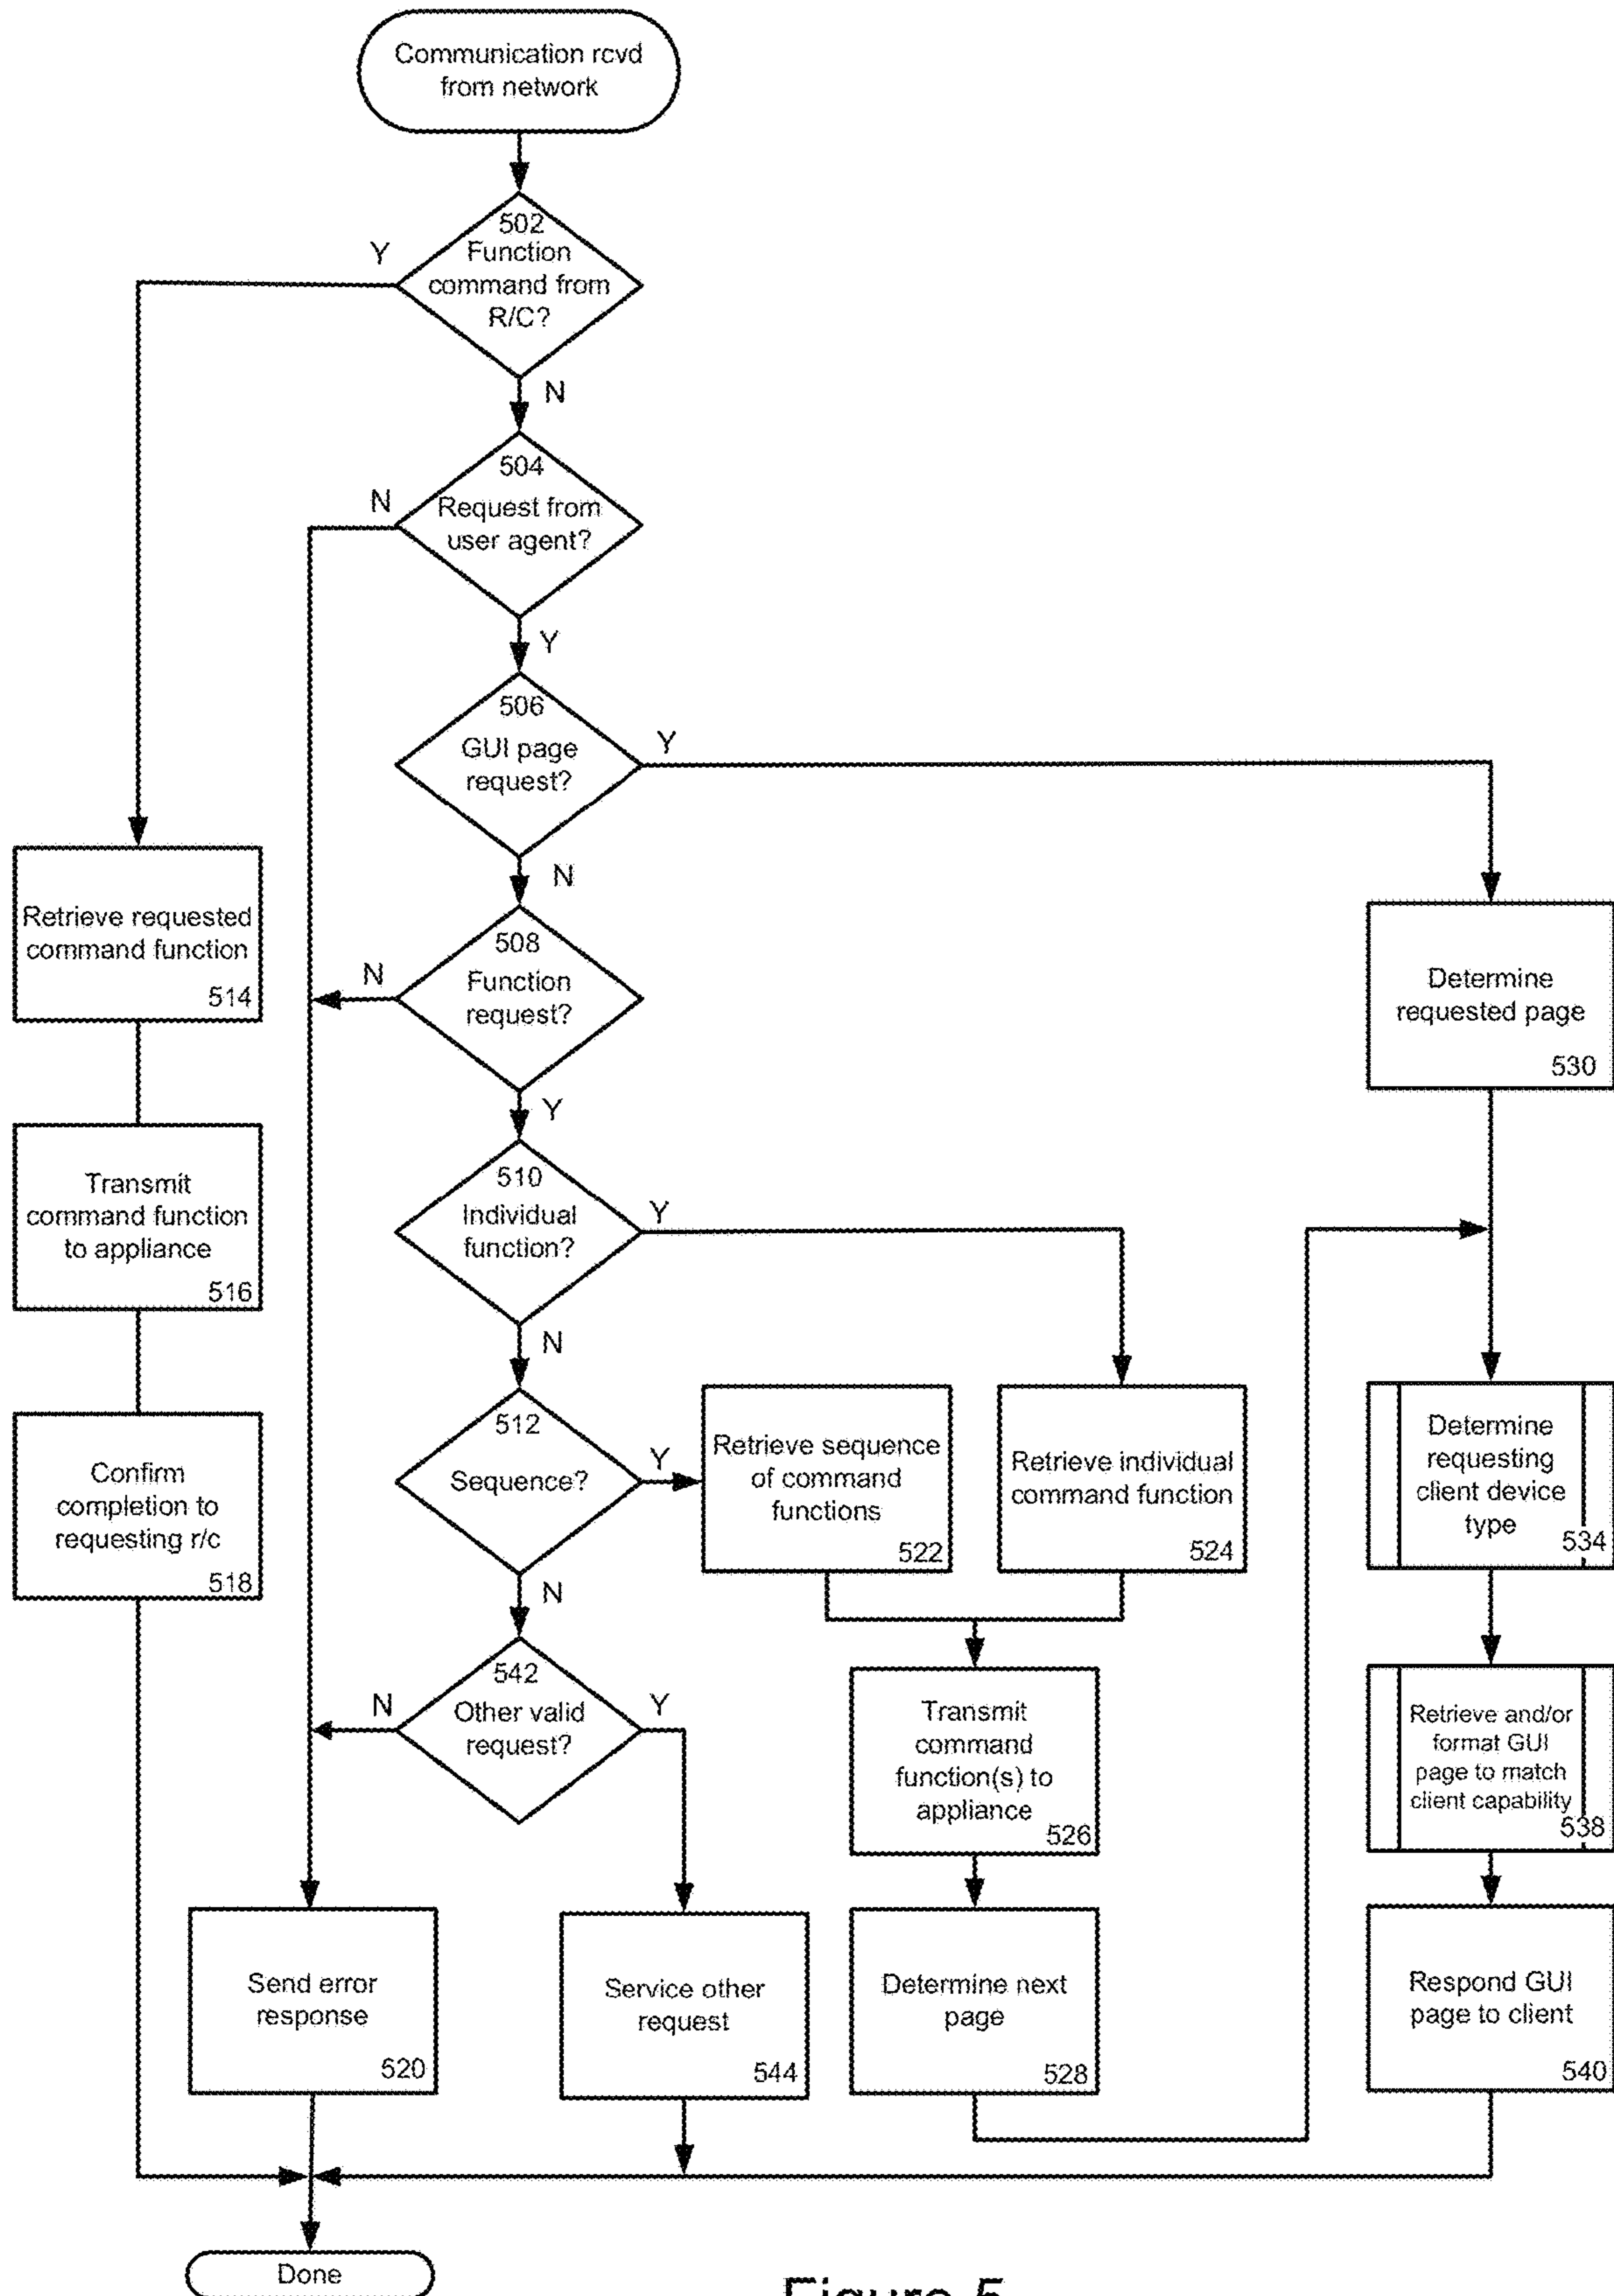 Communication rcvd
from network
502
Function
command from
R/C?
Y
N
504
Request from
user agent?
N
Y
506
GUI page
request?
Y
N
508
Function
request?
N
Y
Retrieve requested
command function
514
Determine
requested page
530
510
Individual
function?
Y
N
Transmit
command function
to appliance
516
512
Sequence?
Y
N
Retrieve sequence
of command
functions
522
Retrieve individual
command function
524
Determine
requesting
client device
type
534
Confirm
completion to
requesting r/c
518
542
Other valid
request?
N
Y
Transmit
command
function(s) to
appliance
526
Retrieve and/or
format GUI
page to match
client capability
538
Send error
response
520
Service other
request
544
Determine next
page
528
Respond GUI
page to client
540
Done
Figure 5